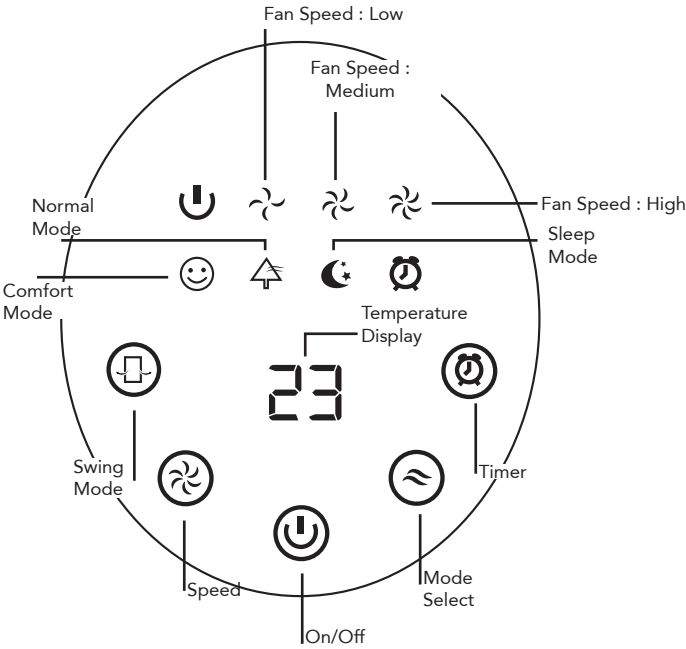 Fan Speed : Low
Fan Speed :
Medium
Fan Speed : High
Normal
Mode
Sleep
Mode
Comfort
Mode
Temperature
Display
23
Swing
Mode
Timer
Speed
Mode
Select
On/Off